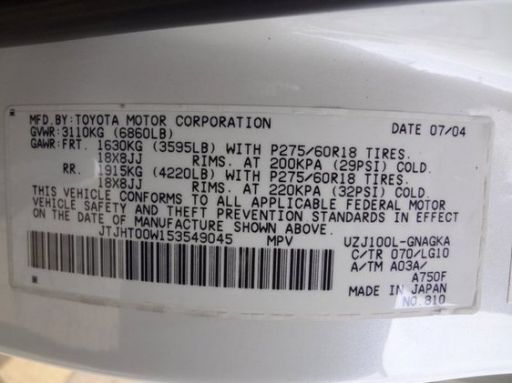 MFD.BY:TOYOTA MOTOR CORPORATION DATE 07/04
GVWR:3110KG (6860LB)
GAWR:FRT. 1630KG (3595LB) WITH P275/60R18 TIRES.
18X8JJ RIMS. AT 200KPA (29PSI) COLD.
RR. 1915KG (4220LB) WITH P275/60R18 TIRES.
18X8JJ RIMS. AT 220KPA (32PSI) COLD.
THIS VEHICLE CONFORMS TO ALL APPLICABLE FEDERAL MOTOR
VEHICLE SAFETY AND THEFT PREVENTION STANDARDS IN EFFECT
ON THE DATE OF MANUFACTURE SHOWN ABOVE.
JTJHT00W153549045 MPV UZJ100L-GNAGKA
C/TR 070/LG10
A/TM A03A/
A750F
MADE IN JAPAN
NO.810